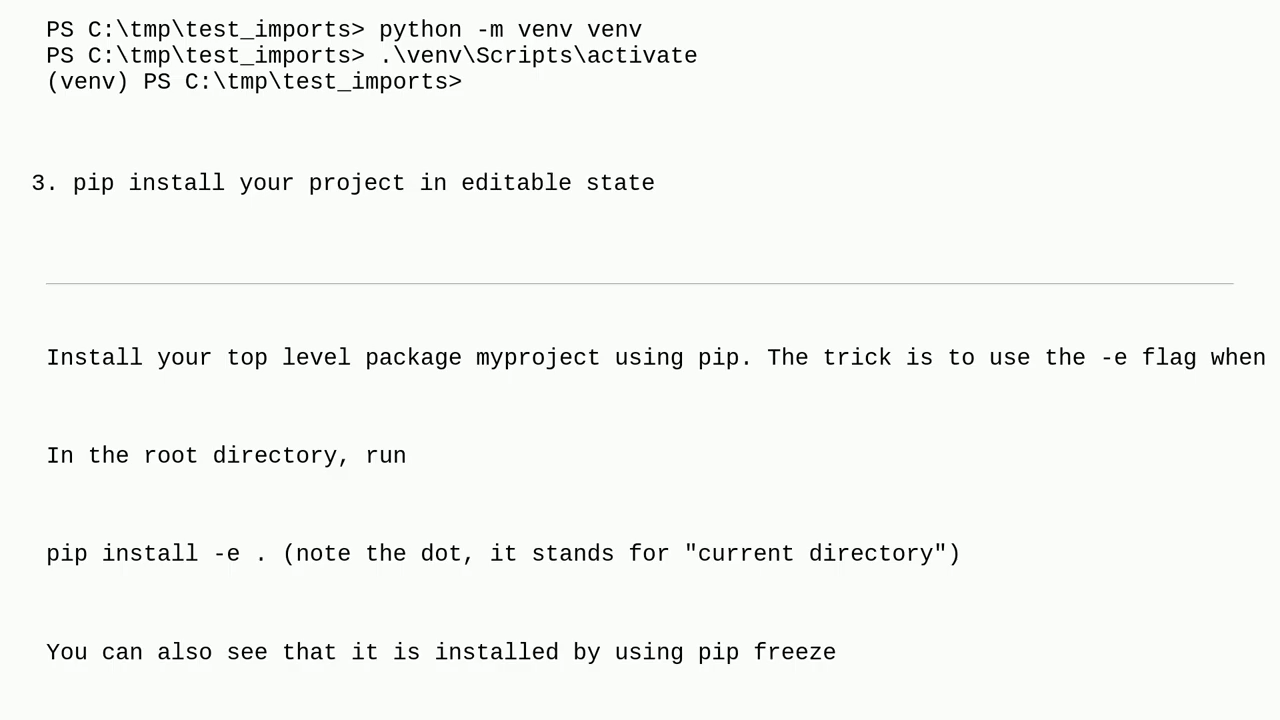 PS C:\tmp\test_imports> python -m venv venv
PS C:\tmp\test_imports> .\venv\Scripts\activate
(venv) PS C:\tmp\test_imports>
3. pip install your project in editable state
Install your top level package myproject using pip. The trick is to use the -e flag when
In the root directory, run
pip install -e . (note the dot, it stands for "current directory")
You can also see that it is installed by using pip freeze